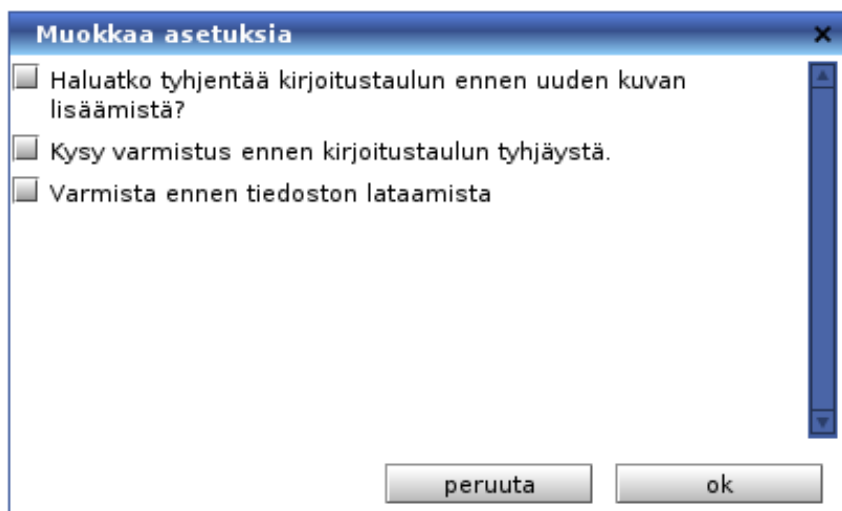 Muokkaa asetuksia
Haluatko tyhjentää kirjoitustaulun ennen uuden kuvan
lisäämistä?
Kysy varmistus ennen kirjoitustaulun tyhjäystä.
Varmista ennen tiedoston lataamista
peruuta ok